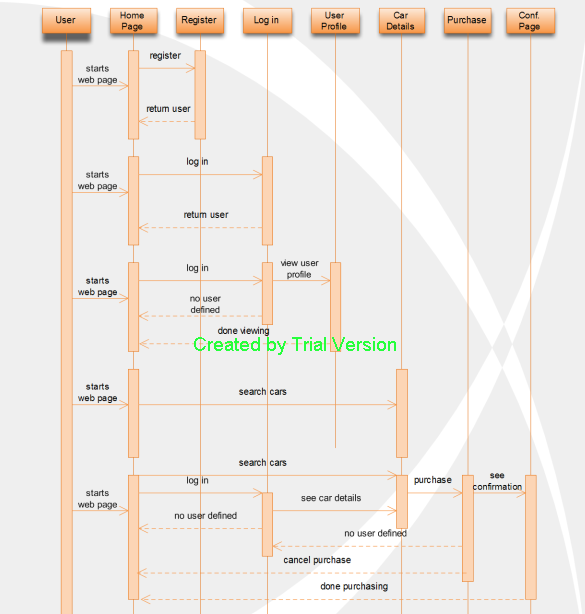 User
Home
Page
Register
Log in
User
Profile
Car
Details
Purchase
Conf.
Page
register
starts
web page
return user
log in
starts
web page
return user
log in
view user
profile
starts
web page
no user
defined
done viewing
Created by Trial Version
starts
web page
search cars
search cars
log in
purchase
see
confirmation
starts
web page
see car details
no user defined
no user defined
cancel purchase
done purchasing